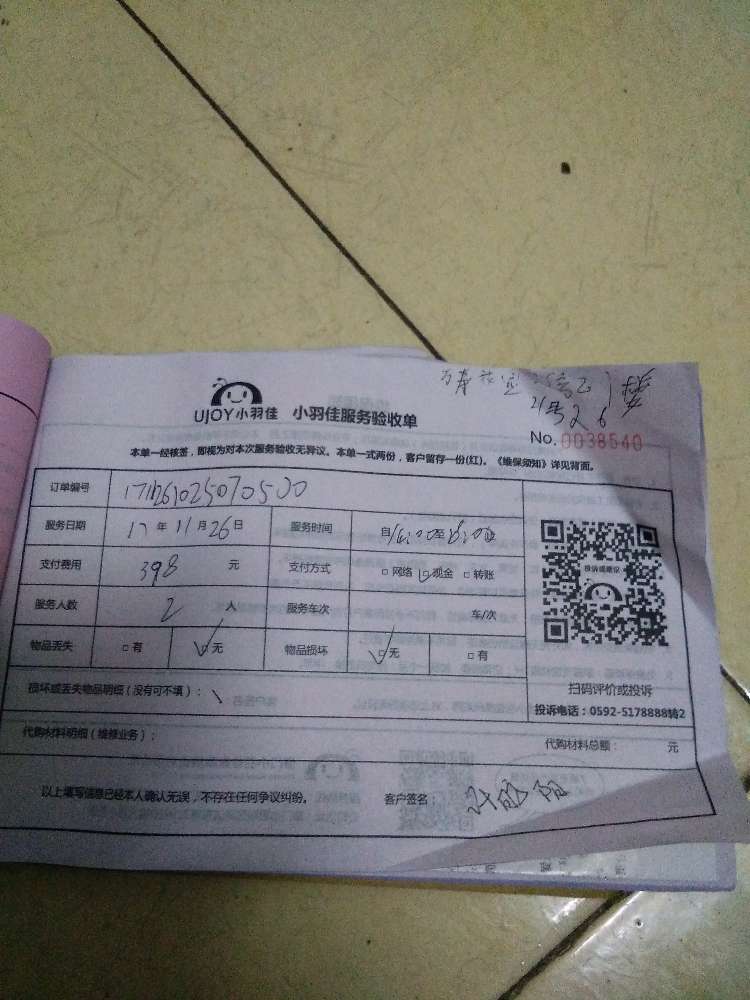 UJOY小羽佳 小羽佳服务验收单
No. 0038540
本单一经核签，即视为对本次服务验收无异议。本单一式两份，客户留存一份(红)。《维保须知》详见背面。
订单编号
服务日期 17 年 11 月 26 日 服务时间 自 至
支付费用 398 元 支付方式 □ 网络 □ 现金 □ 转账
服务人数 2 人 服务车次 车/次
物品丢失 □ 有 □ 无 物品损坏 □ 无 □ 有
投诉或建议
扫码评价或投诉
投诉电话：0592-5178888转2
损坏或丢失物品明细（没有可不填）：
代购材料明细（维修业务）： 代购材料总额： 元
以上填写信息已经本人确认无误，不存在任何争议纠纷。 客户签名：